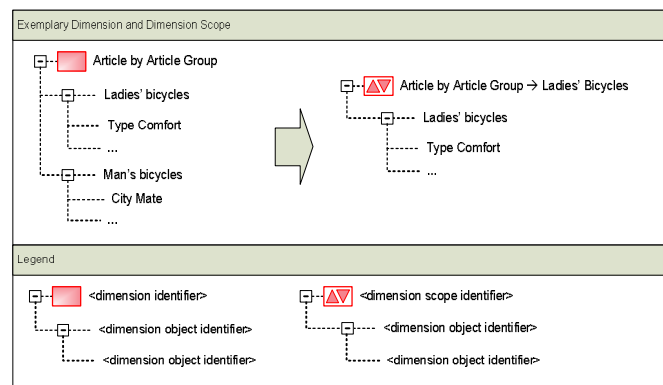 Exemplary Dimension and Dimension Scope
Article by Article Group
Ladies' bicycles
Type Comfort
...
Man's bicycles
City Mate
...
Article by Article Group → Ladies' Bicycles
Ladies' bicycles
Type Comfort
...
Legend
<dimension identifier>
<dimension object identifier>
<dimension object identifier>
<dimension scope identifier>
<dimension object identifier>
<dimension object identifier>